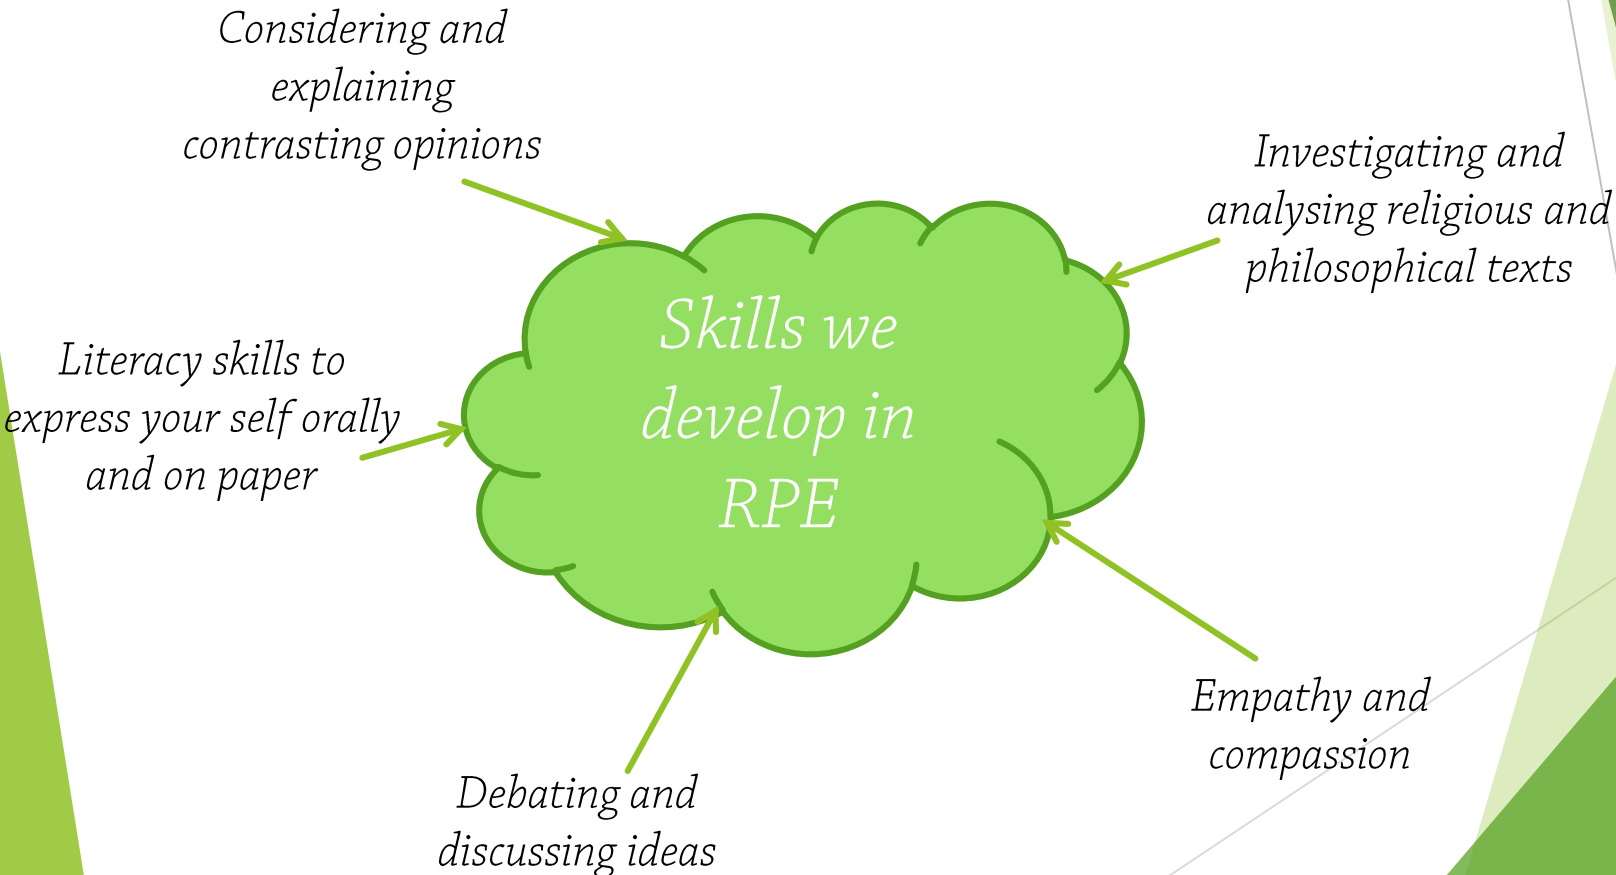 Considering and
explaining
contrasting opinions
Investigating and
analysing religious and
philosophical texts
Skills we
develop in
RPE
Literacy skills to
express your self orally
and on paper
Empathy and
compassion
Debating and
discussing ideas